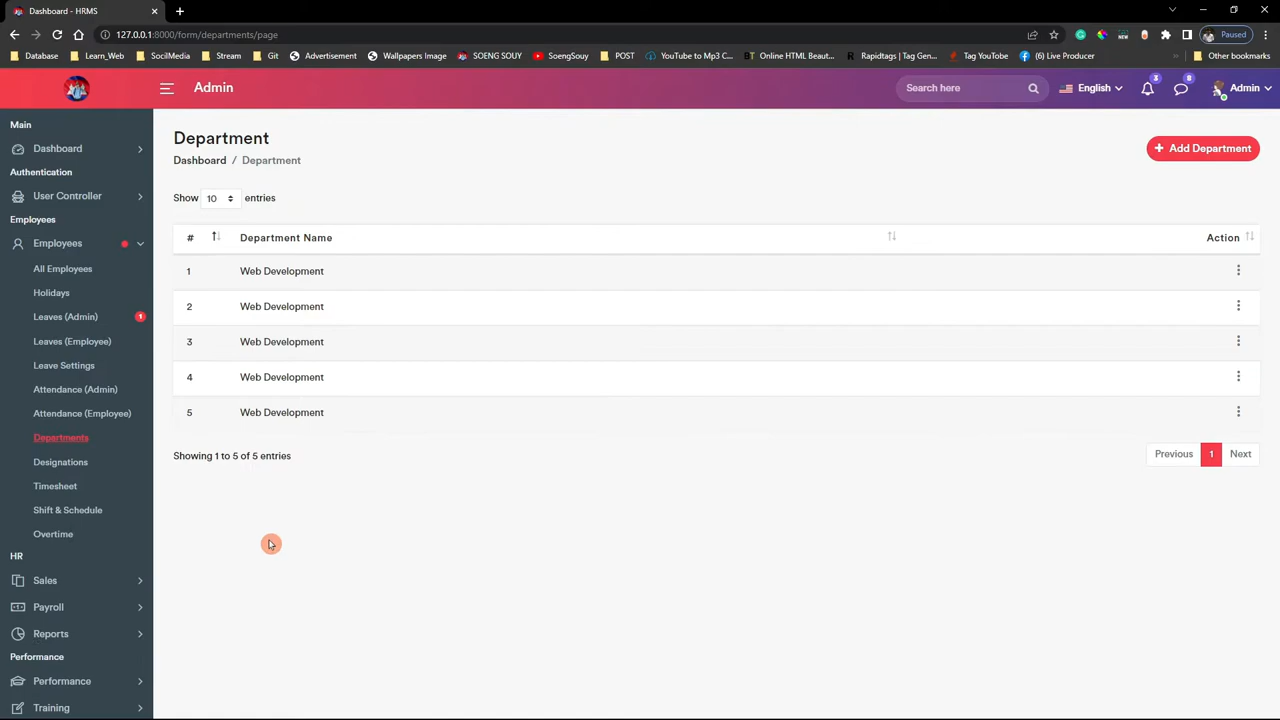 Dashboard - HRMS
127.0.0.1:8000/form/departments/page
Paused
Database Learn_Web SocilMedia Stream Git Advertisement Wallpapers Image SOENG SOUY SoengSouy POST YouTube to Mp3 C... Online HTML Beaut... Rapidtags | Tag Gen... Tag YouTube (6) Live Producer Other bookmarks
Admin
Search here
English
3
8
Admin
Main
Dashboard
Authentication
User Controller
Employees
Employees
All Employees
Holidays
Leaves (Admin) 1
Leaves (Employee)
Leave Settings
Attendance (Admin)
Attendance (Employee)
Departments
Designations
Timesheet
Shift & Schedule
Overtime
HR
Sales
Payroll
Reports
Performance
Performance
Training
Department
Dashboard / Department
+ Add Department
Show 10 entries
# Department Name Action
1 Web Development
2 Web Development
3 Web Development
4 Web Development
5 Web Development
Showing 1 to 5 of 5 entries
Previous 1 Next